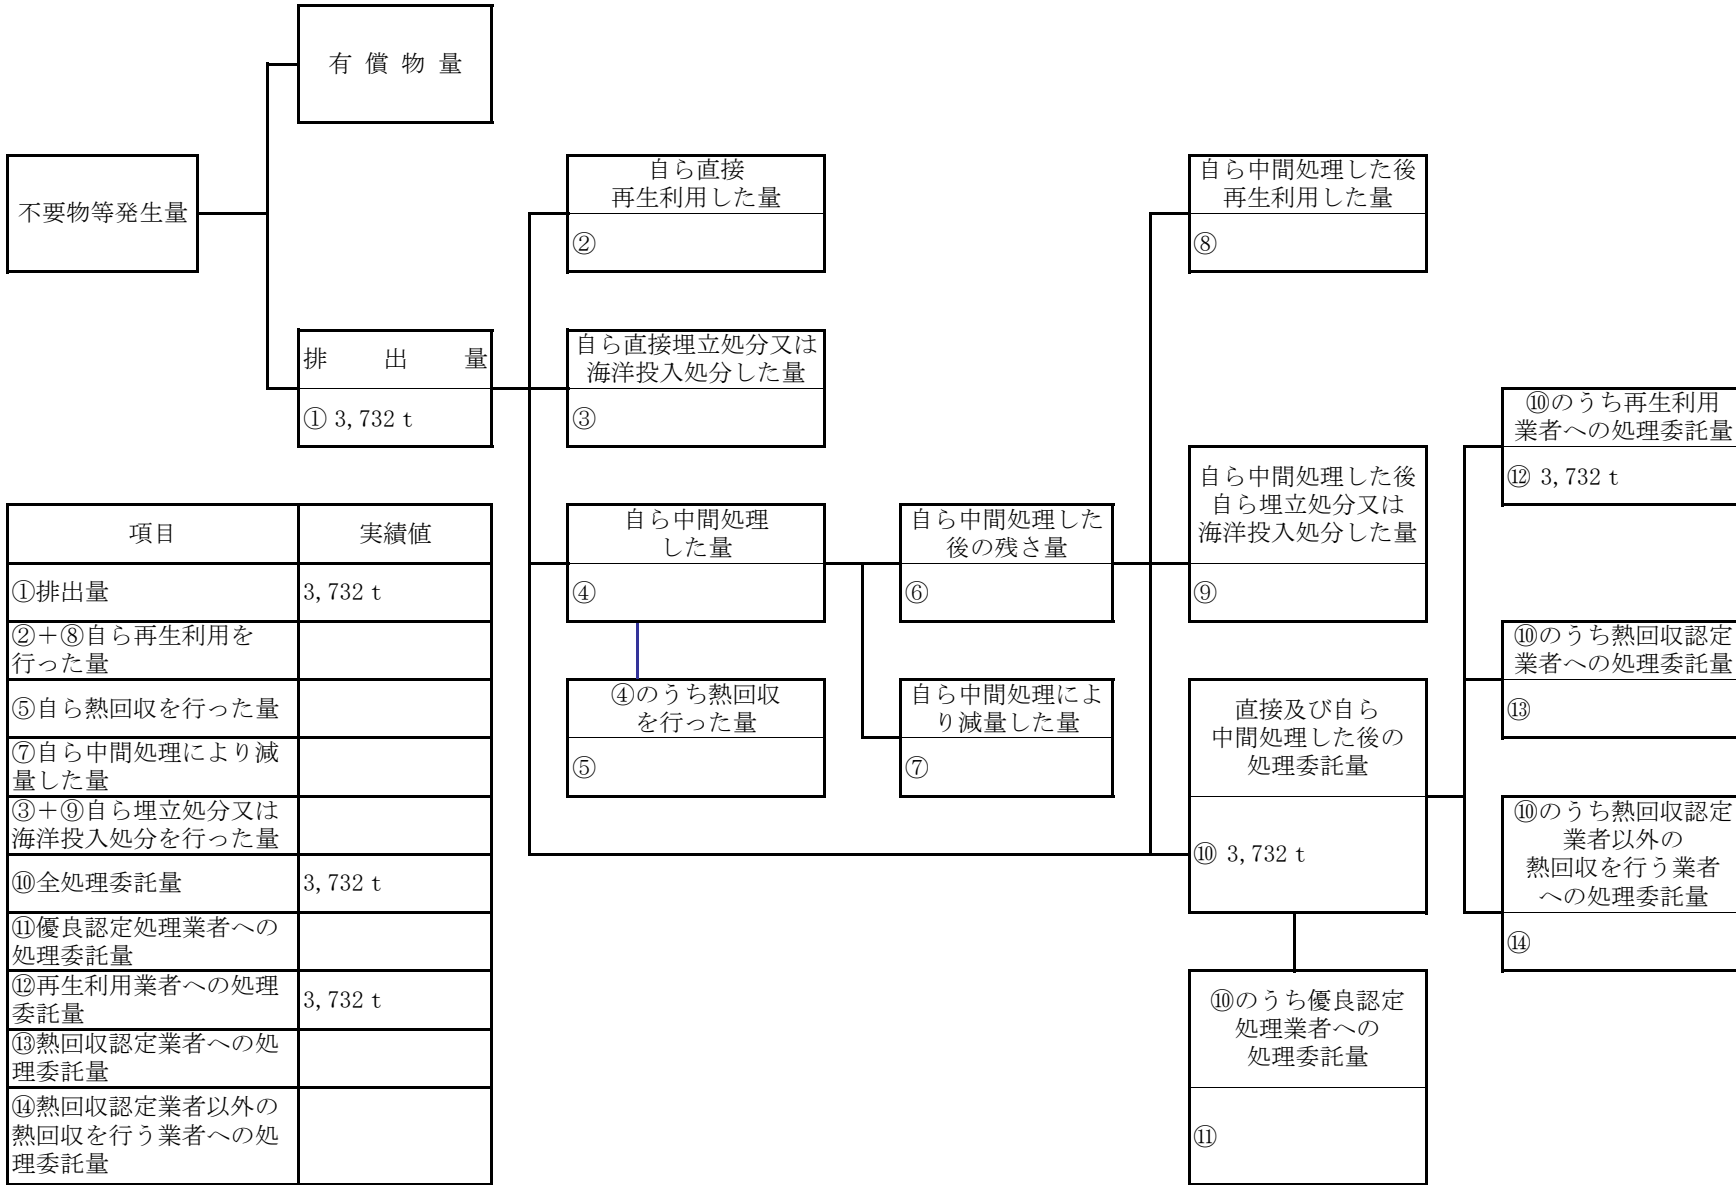 有償物量
不要物等発生量
自ら直接
再生利用した量
②
自ら中間処理した後
再生利用した量
⑧
排出量
① 3,732 t
自ら直接埋立処分又は
海洋投入処分した量
③
⑩のうち再生利用
業者への処理委託量
⑫ 3,732 t
自ら中間処理した後
自ら埋立処分又は
海洋投入処分した量
⑨
自ら中間処理
した量
④
自ら中間処理した
後の残さ量
⑥
⑩のうち熱回収認定
業者への処理委託量
⑬
④のうち熱回収
を行った量
⑤
自ら中間処理によ
り減量した量
⑦
直接及び自ら
中間処理した後の
処理委託量
⑩ 3,732 t
⑩のうち熱回収認定
業者以外の
熱回収を行う業者
への処理委託量
⑭
⑩のうち優良認定
処理業者への
処理委託量
⑪
項目 実績値
①排出量 3,732 t
②＋⑧自ら再生利用を
行った量
⑤自ら熱回収を行った量
⑦自ら中間処理により減
量した量
③＋⑨自ら埋立処分又は
海洋投入処分を行った量
⑩全処理委託量 3,732 t
⑪優良認定処理業者への
処理委託量
⑫再生利用業者への処理
委託量 3,732 t
⑬熱回収認定業者への処
理委託量
⑭熱回収認定業者以外の
熱回収を行う業者への処
理委託量